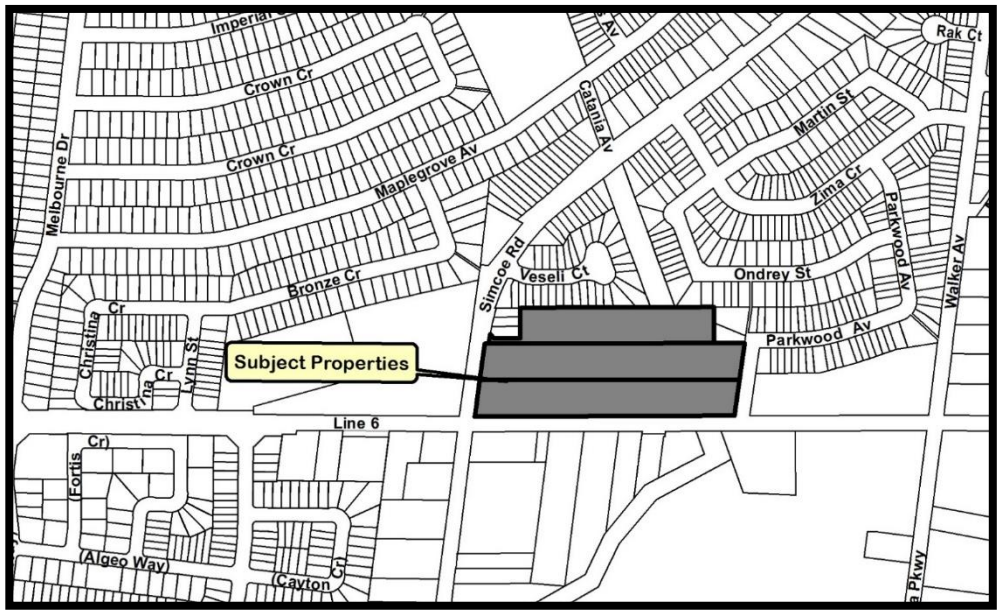 Imperial C
s Av
Rak Ct
Crown Cr
Catania Av
Martin St
Crown Cr
Melbourne Dr
Maplegrove Av
Zima Cr
Parkwood Av
Simcoe Rd
Veseli Ct
Ondrey St
Walker Av
Bronze Cr
Cr
Christina
Lynn St
Parkwood Av
Subject Properties
Cr
Christina
Line 6
Cr)
(Fortis
(Algeo Way)
(Cayton
Cr)
a Pkwy